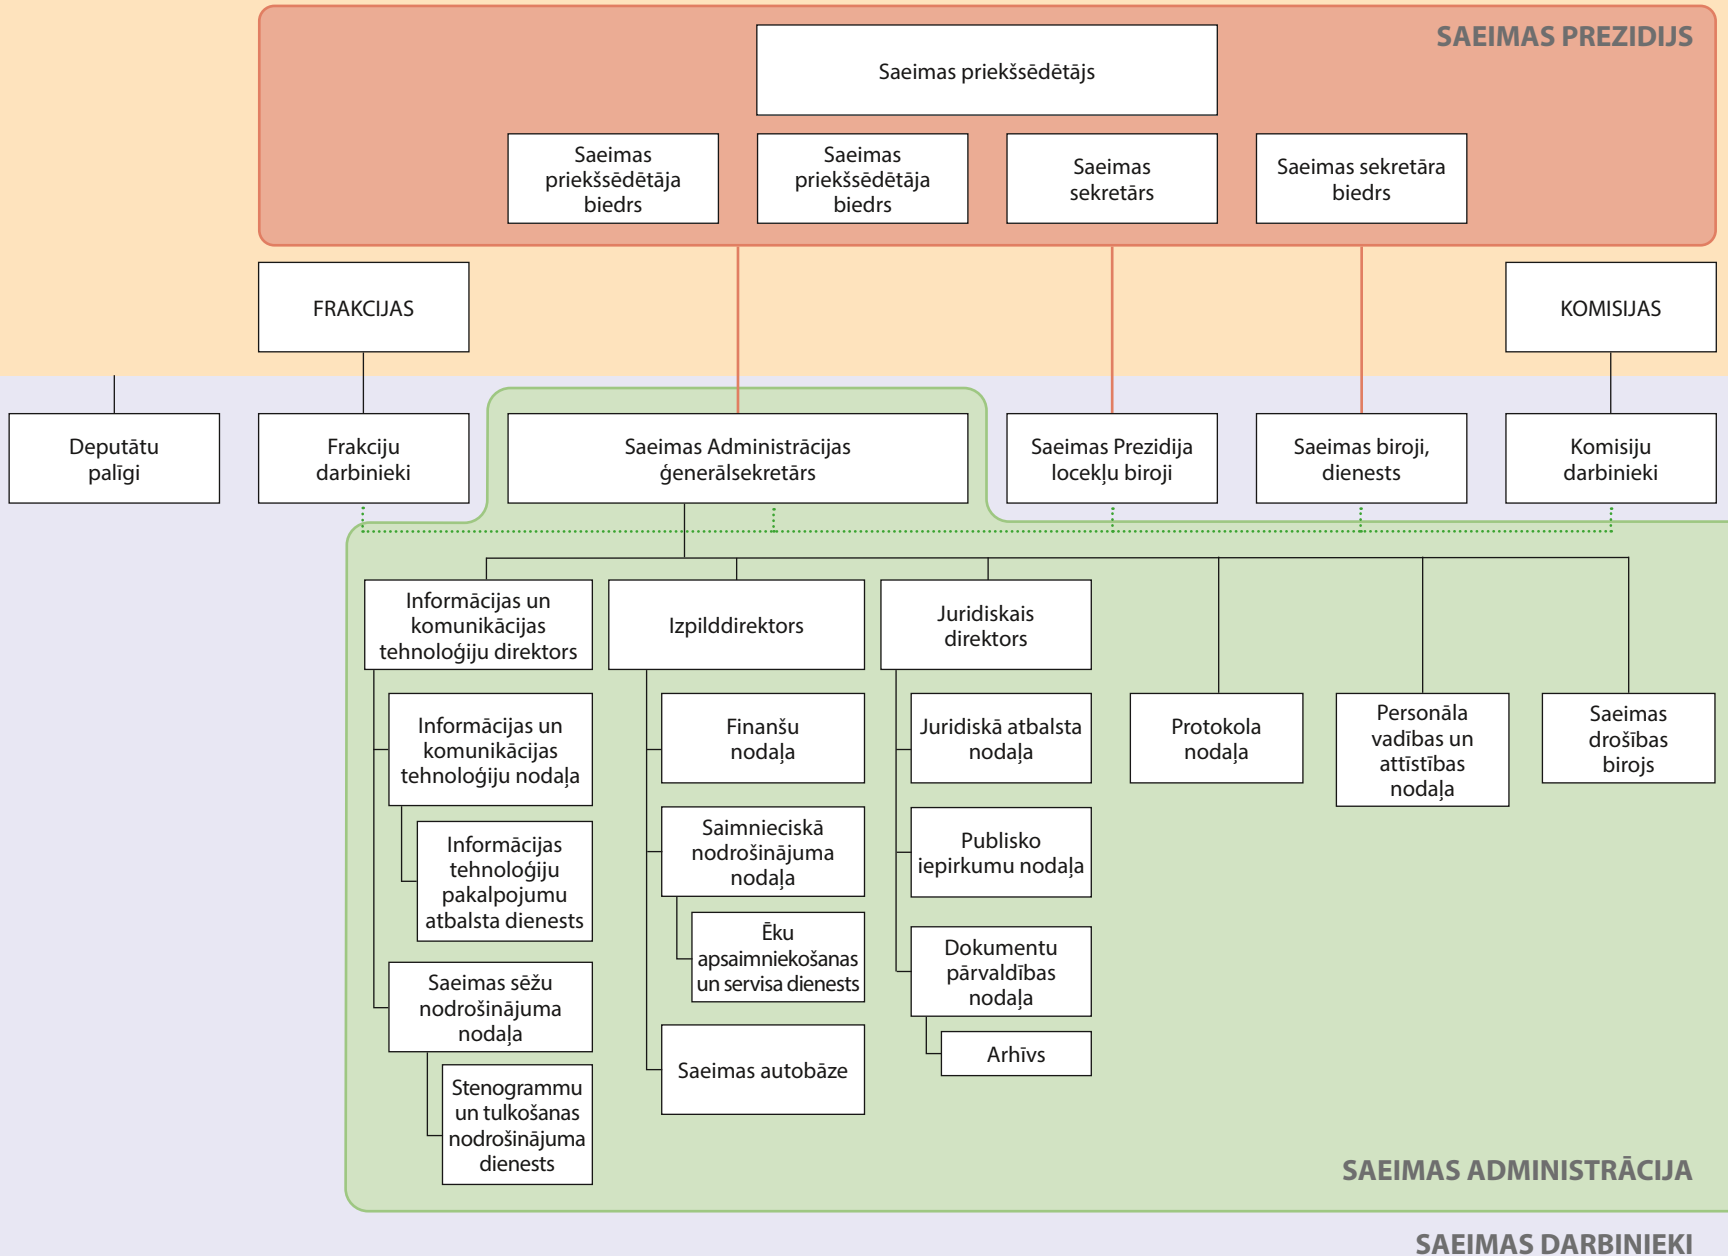 SAEIMAS PREZIDIJS
Saeimas priekšsēdētājs
Saeimas
priekšsēdētāja
biedrs
Saeimas
priekšsēdētāja
biedrs
Saeimas
sekretārs
Saeimas sekretāra
biedrs
FRAKCIJAS
KOMISIJAS
Deputātu
palīgi
Frakciju
darbinieki
Saeimas Administrācijas
ģenerālsekretārs
Saeimas Prezidija
locekļu biroji
Saeimas biroji,
dienests
Komisiju
darbinieki
Informācijas un
komunikācijas
tehnoloģiju direktors
Izpilddirektors
Juridiskais
direktors
Informācijas un
komunikācijas
tehnoloģiju nodaļa
Finanšu
nodaļa
Juridiskā atbalsta
nodaļa
Protokola
nodaļa
Personāla
vadības un
attīstības
nodaļa
Saeimas
drošības
birojs
Informācijas
tehnoloģiju
pakalpojumu
atbalsta dienests
Saimnieciskā
nodrošinājuma
nodaļa
Publisko
iepirkumu nodaļa
Ēku
apsaimniekošanas
un servisa dienests
Dokumentu
pārvaldības
nodaļa
Saeimas sēžu
nodrošinājuma
nodaļa
Saeimas autobāze
Arhīvs
Stenogrammu
un tulkošanas
nodrošinājuma
dienests
SAEIMAS ADMINISTRĀCIJA
SAEIMAS DARBINIEKI